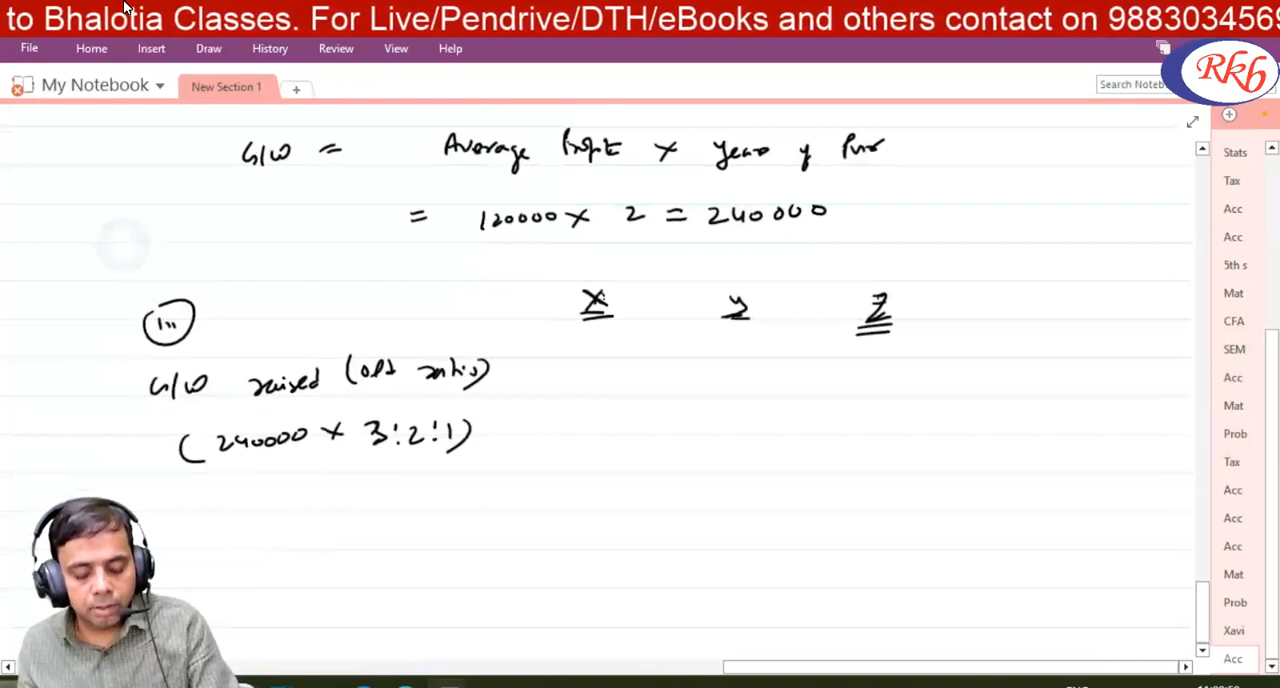 to Bhalotia Classes. For Live/Pendrive/DTH/eBooks and others contact on 9883034569
File Home Insert Draw History Review View Help
Rkb
My Notebook New Section 1 + Search Noteb
G/W = Average Profit × Years of Pur
= 120000 × 2 = 240000
X Y Z
G/W raised (old ratio)
(240000 × 3:2:1)
Stats
Tax
Acc
Acc
5th s
Mat
CFA
SEM
Acc
Mat
Prob
Tax
Acc
Acc
Acc
Mat
Prob
Xavi
Acc